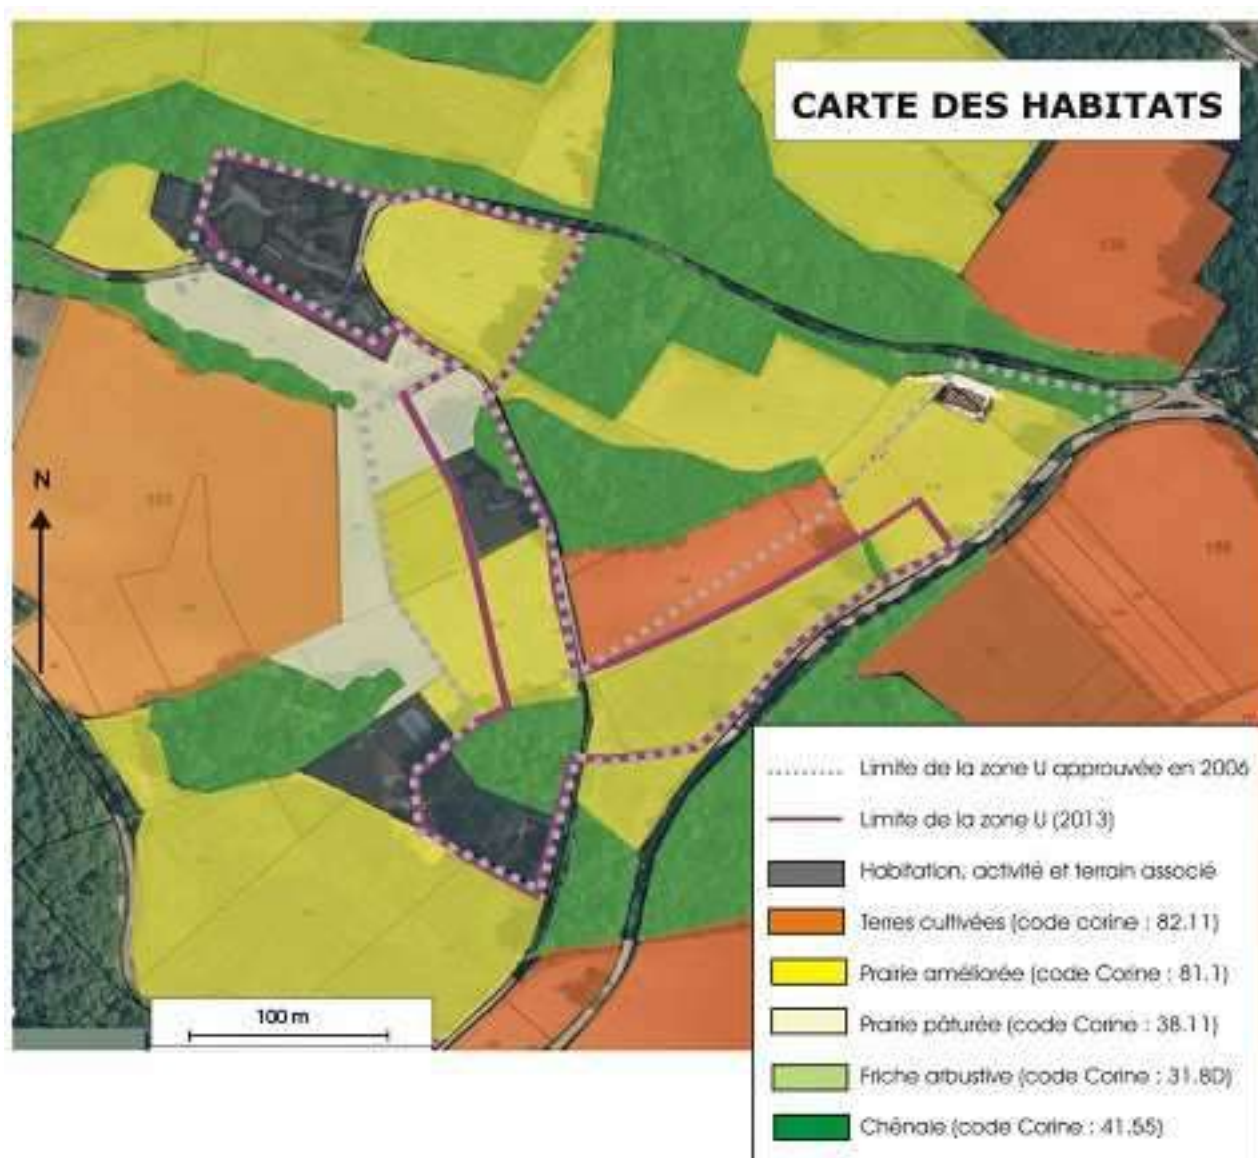 CARTE DES HABITATS
N
100 m
Limite de la zone U approuvée en 2006
Limite de la zone U (2013)
Habitation, activité et terrain associé
Terres cultivées (code corine : 82.11)
Prairie améliorée (code Corine : 81.1)
Prairie pâturée (code Corine : 38.11)
Friche arbustive (code Corine : 31.8D)
Chênaie (code Corine : 41.55)